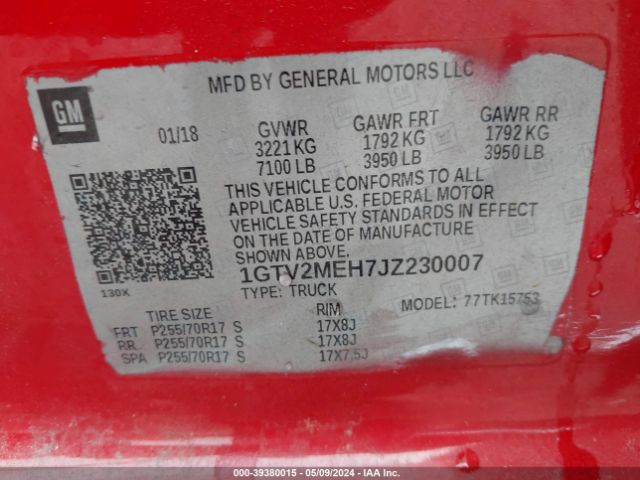 MFD BY GENERAL MOTORS LLC
GM
01/18
GVWR GAWR FRT GAWR RR
3221 KG 1792 KG 1792 KG
7100 LB 3950 LB 3950 LB
THIS VEHICLE CONFORMS TO ALL
APPLICABLE U.S. FEDERAL MOTOR
VEHICLE SAFETY STANDARDS IN EFFECT
ON THE DATE OF MANUFACTURE
SHOWN ABOVE.
1GTV2MEH7JZ230007
130X
TYPE: TRUCK MODEL: 77TK15753
TIRE SIZE RIM
FRT P255/70R17 S 17X8J
RR P255/70R17 S 17X8J
SPA P255/70R17 S 17X7.5J
000-39380015 - 05/09/2024 - IAA Inc.